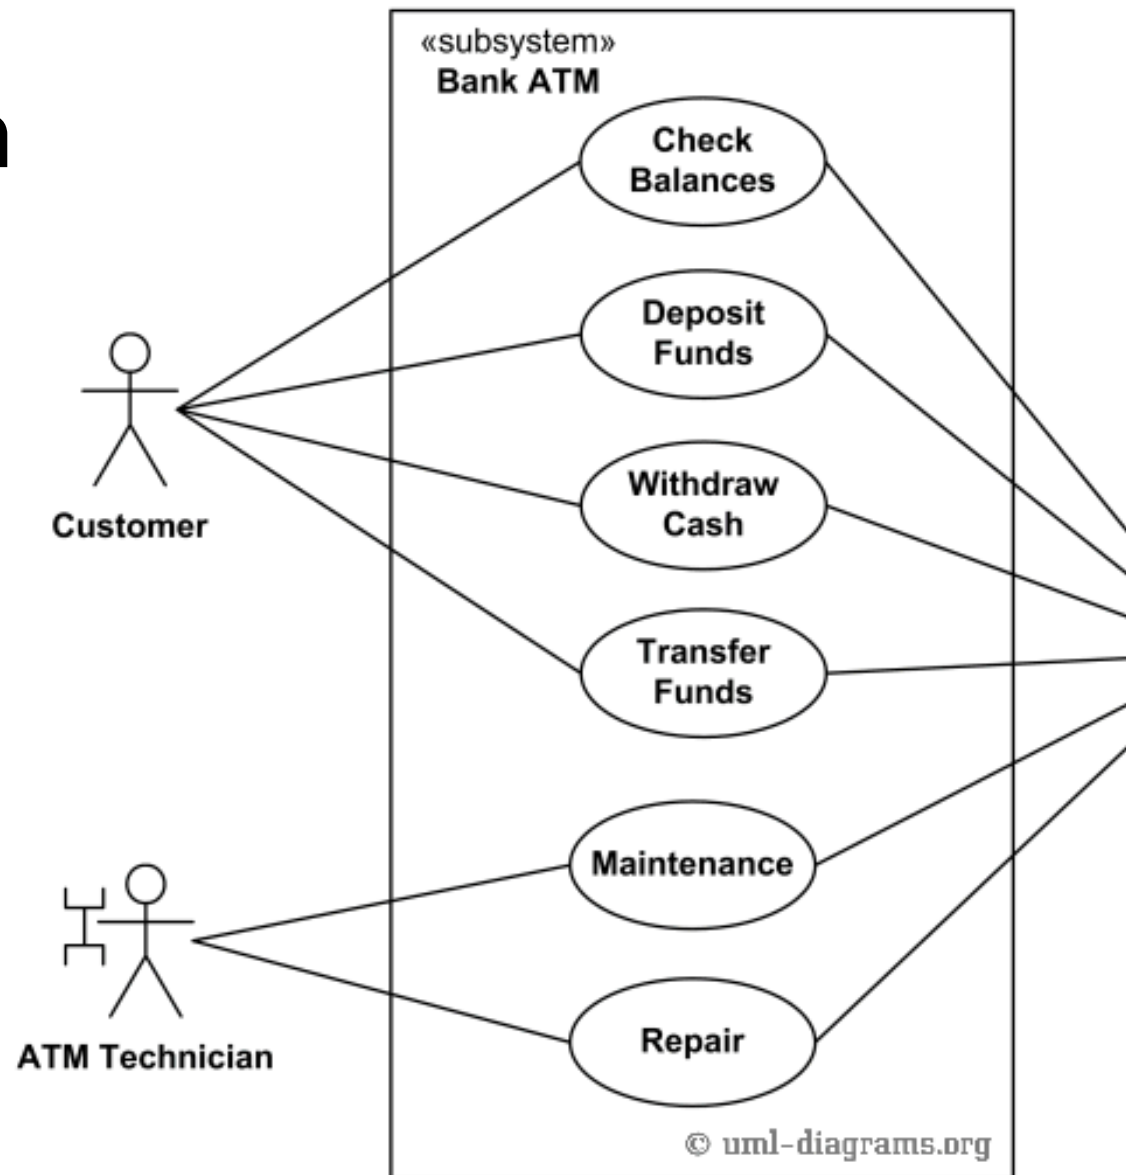 «subsystem»
Bank ATM
Check
Balances
Deposit
Funds
Withdraw
Cash
Customer
Transfer
Funds
Maintenance
Repair
ATM Technician
© uml-diagrams.org